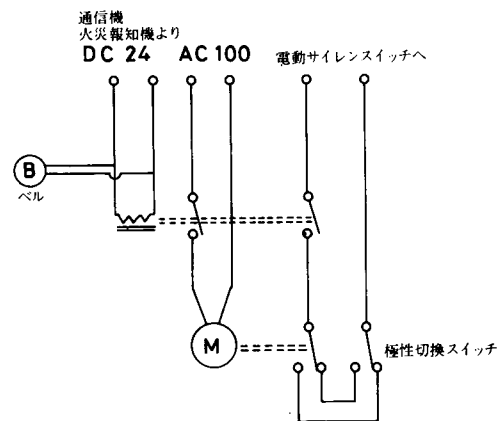 通信機
火災報知機より
DC 24 AC 100 電動サイレンスイッチへ
B
ベル
M
極性切換スイッチ